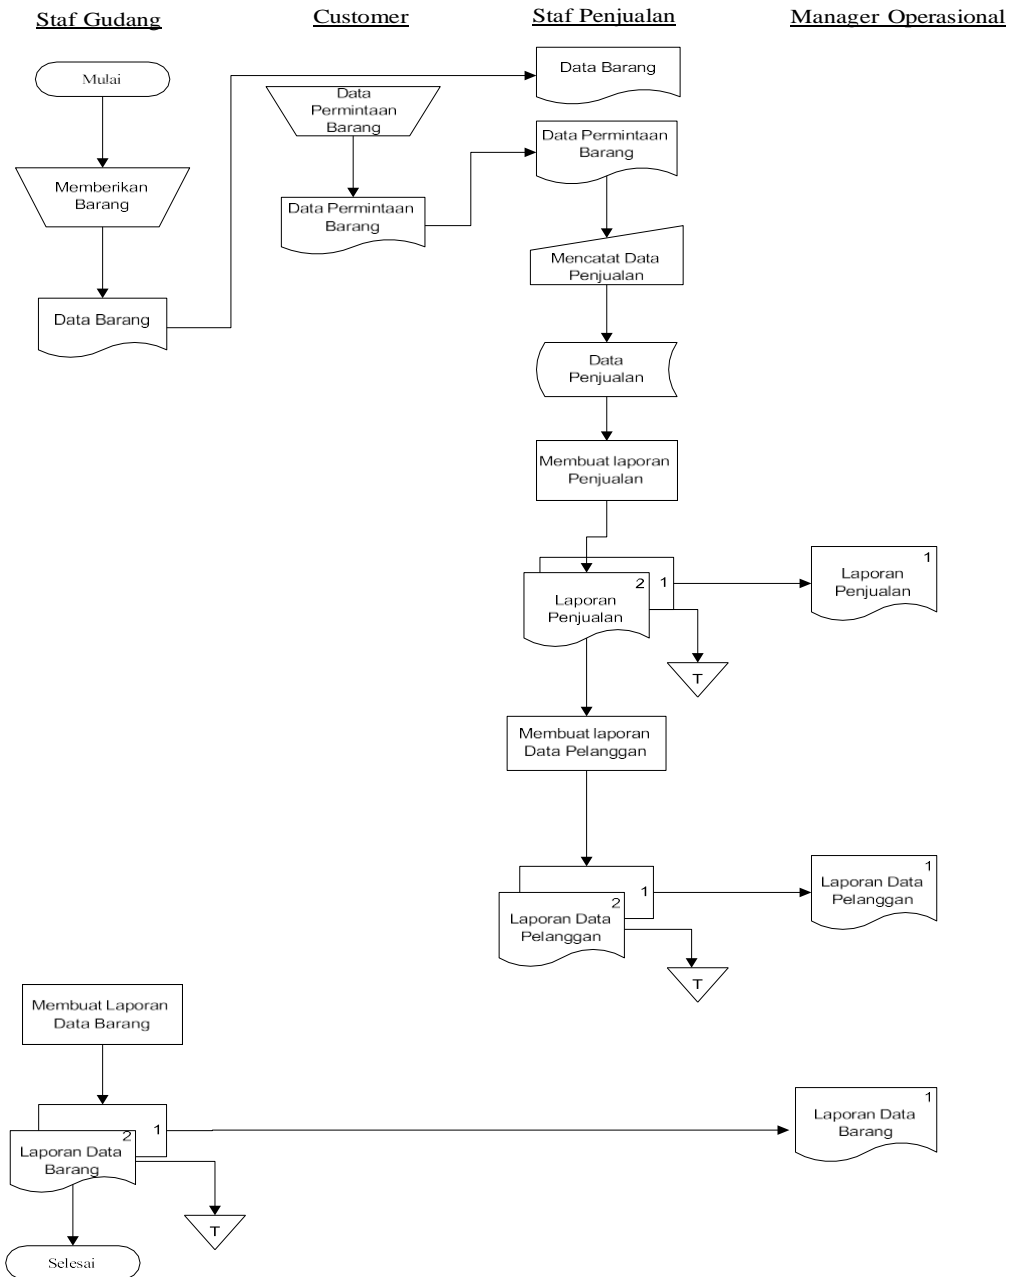 Staf Gudang
Customer
Staf Penjualan
Manager Operasional
Mulai
Data Barang
Data
Permintaan
Barang
Data Permintaan
Barang
Memberikan
Barang
Data Permintaan
Barang
Mencatat Data
Penjualan
Data Barang
Data
Penjualan
Membuat laporan
Penjualan
1
Laporan
Penjualan
2
1
Laporan
Penjualan
T
Membuat laporan
Data Pelanggan
1
Laporan Data
Pelanggan
1
2
Laporan Data
Pelanggan
T
Membuat Laporan
Data Barang
1
Laporan Data
Barang
1
2
Laporan Data
Barang
T
Selesai